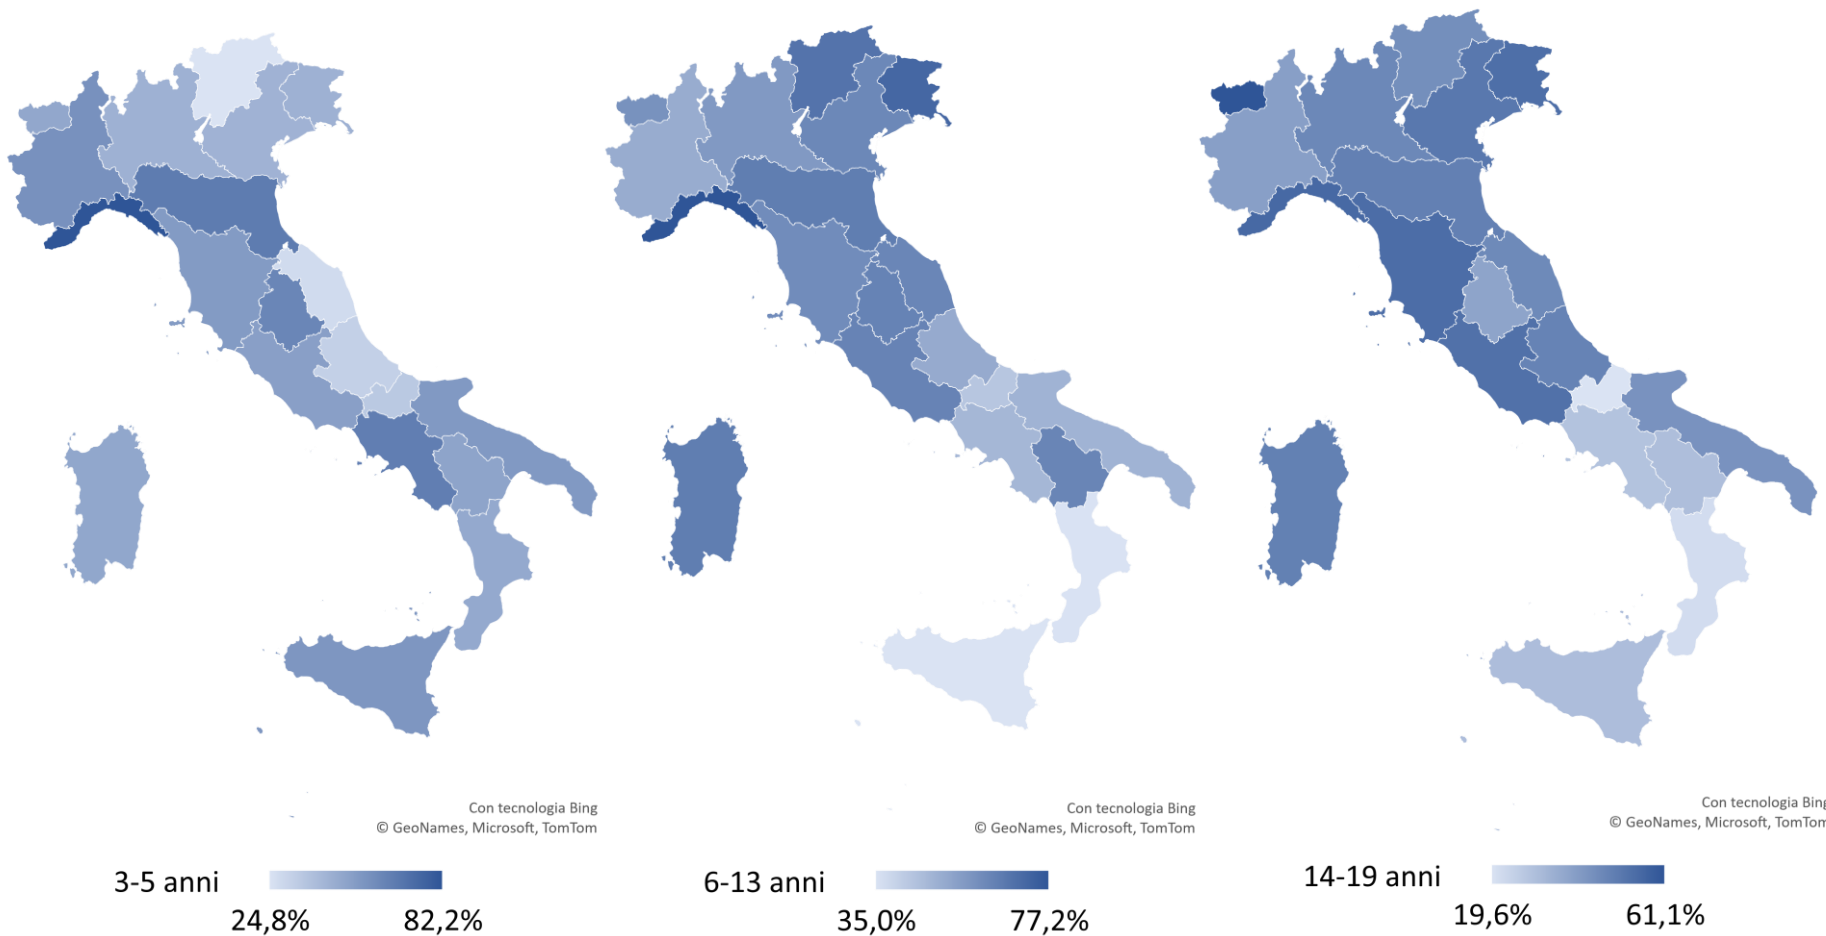 Con tecnologia Bing
© GeoNames, Microsoft, TomTom
Con tecnologia Bing
© GeoNames, Microsoft, TomTom
Con tecnologia Bing
© GeoNames, Microsoft, TomTom
3-5 anni
24,8% 82,2%
6-13 anni
35,0% 77,2%
14-19 anni
19,6% 61,1%